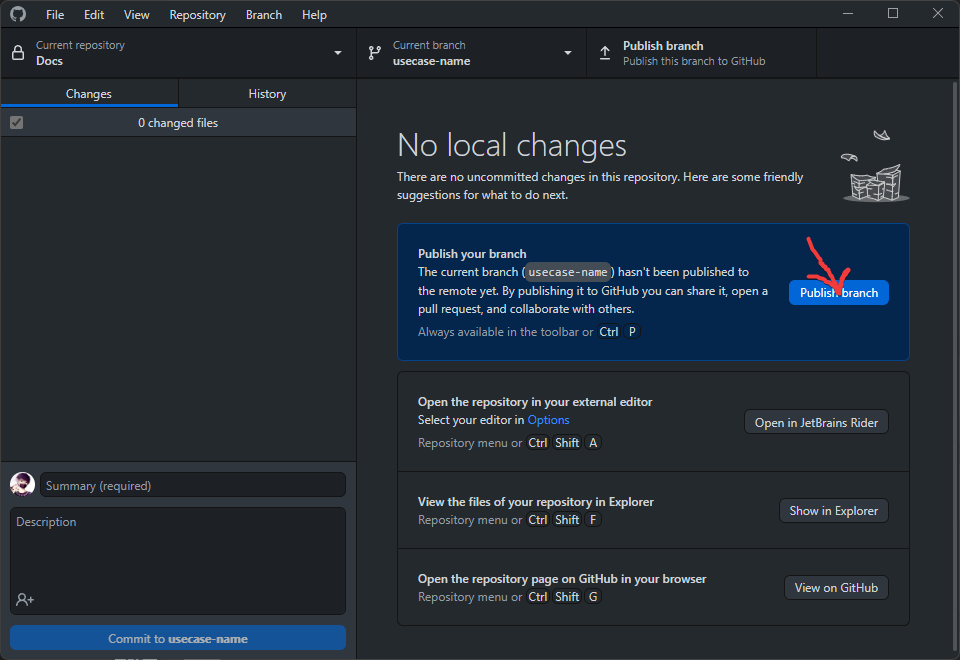 File Edit View Repository Branch Help
Current repository
Docs
Current branch
usecase-name
Publish branch
Publish this branch to GitHub
Changes
History
0 changed files
No local changes
There are no uncommitted changes in this repository. Here are some friendly
suggestions for what to do next.
Publish your branch
The current branch ( usecase-name ) hasn't been published to
the remote yet. By publishing it to GitHub you can share it, open a
pull request, and collaborate with others.
Always available in the toolbar or Ctrl P
Publish branch
Open the repository in your external editor
Select your editor in Options
Repository menu or Ctrl Shift A
Open in JetBrains Rider
View the files of your repository in Explorer
Repository menu or Ctrl Shift F
Show in Explorer
Open the repository page on GitHub in your browser
Repository menu or Ctrl Shift G
View on GitHub
Summary (required)
Description
Commit to usecase-name